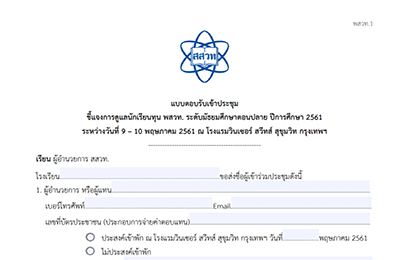 พสวท.1
สสวท
แบบตอบรับเข้าประชุม
ชี้แจงการดูแลนักเรียนทุน พสวท. ระดับมัธยมศึกษาตอนปลาย ปีการศึกษา 2561
ระหว่างวันที่ 9 – 10 พฤษภาคม 2561 ณ โรงแรมวินเซอร์ สวีทส์ สุขุมวิท กรุงเทพฯ
เรียน ผู้อำนวยการ สสวท.
โรงเรียน ขอส่งชื่อผู้เข้าร่วมประชุมดังนี้
1. ผู้อำนวยการ หรือผู้แทน
เบอร์โทรศัพท์ Email
เลขที่บัตรประชาชน (ประกอบการจ่ายค่าตอบแทน)
ประสงค์เข้าพัก ณ โรงแรมวินเซอร์ สวีทส์ สุขุมวิท กรุงเทพฯ วันที่ พฤษภาคม 2561
ไม่ประสงค์เข้าพัก